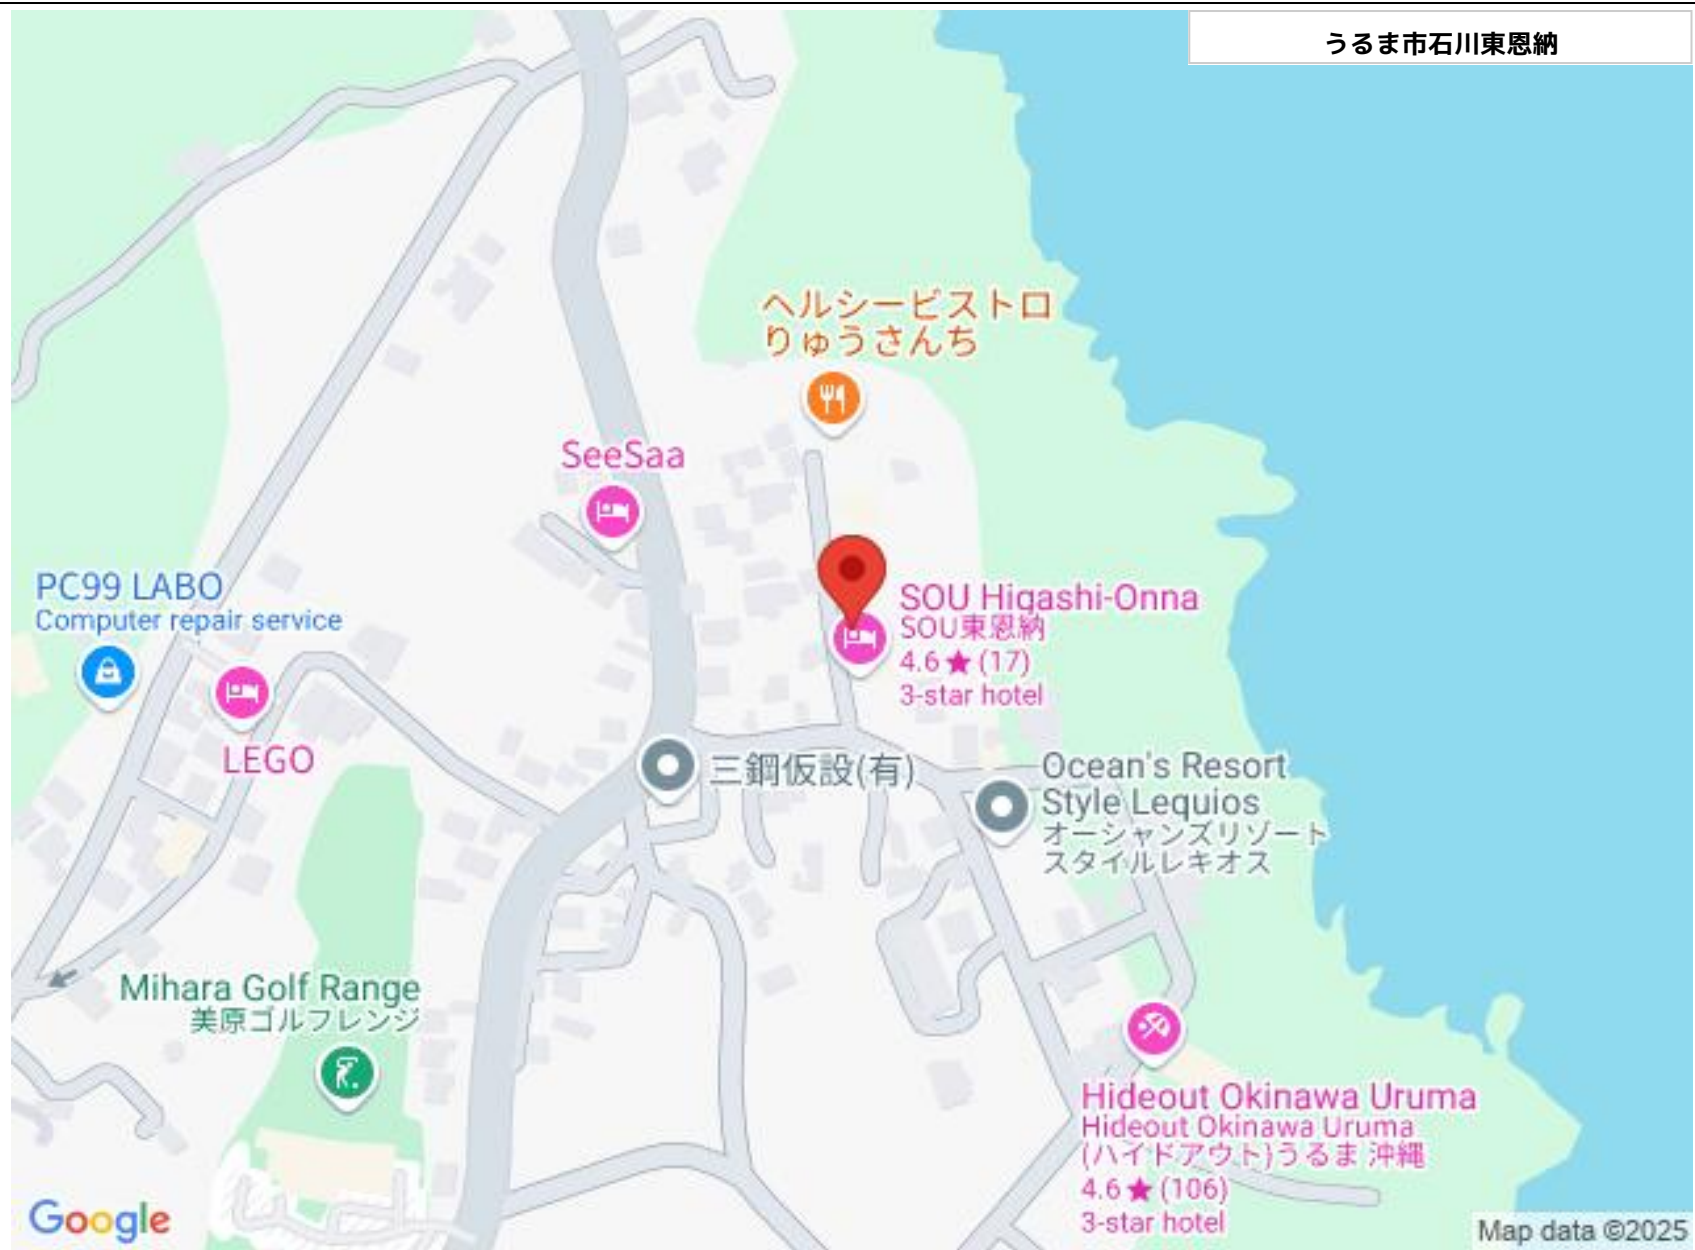 うるま市石川東恩納
ヘルシービストロ
りゅうさんち
SeeSaa
PC99 LABO
Computer repair service
SOU Higashi-Onna
SOU東恩納
4.6★(17)
3-star hotel
LEGO
三鋼仮設(有)
Ocean's Resort
Style Lequios
オーシャンズリゾート
スタイルレキオス
Mihara Golf Range
美原ゴルフレンジ
Hideout Okinawa Uruma
Hideout Okinawa Uruma
(ハイドアウト)うるま 沖縄
4.6★(106)
3-star hotel
Google
Map data ©2025